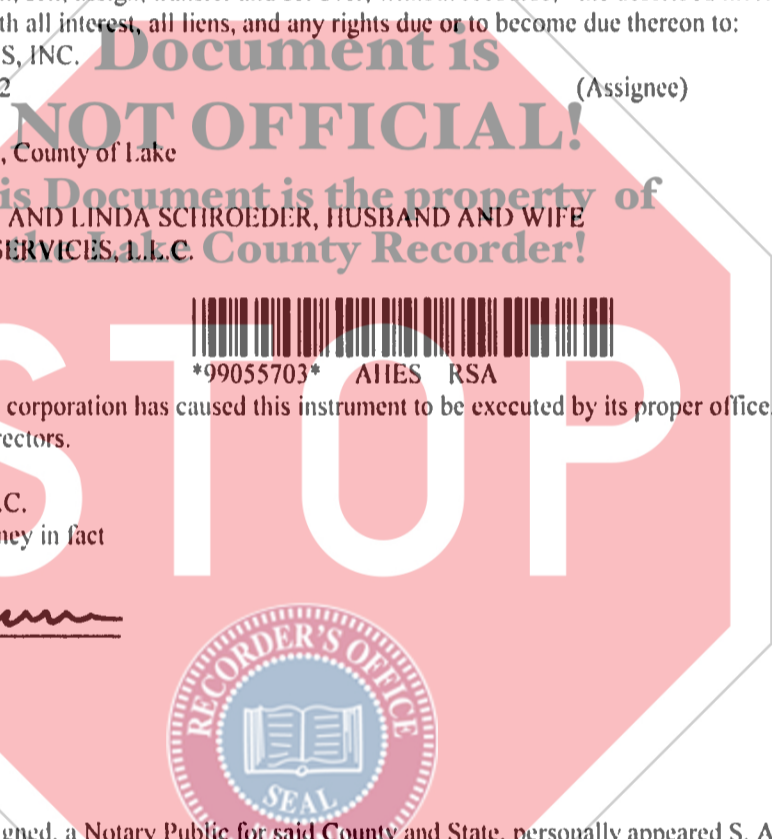 th all interest, all liens, and any rights due or to become due thereon to:
S, INC.
Document is
2 (Assignee)
NOT OFFICIAL!
, County of Lake
is Document is the property of
AND LINDA SCHROEDER, HUSBAND AND WIFE
the Lake County Recorder!
SERVICES, L.L.C.
STOP
*99055703* AHES RSA
corporation has caused this instrument to be executed by its proper office
ectors.
.C.
ney in fact
RECORDER'S OFFICE
SEAL
gned, a Notary Public for said County and State, personally appeared S. A